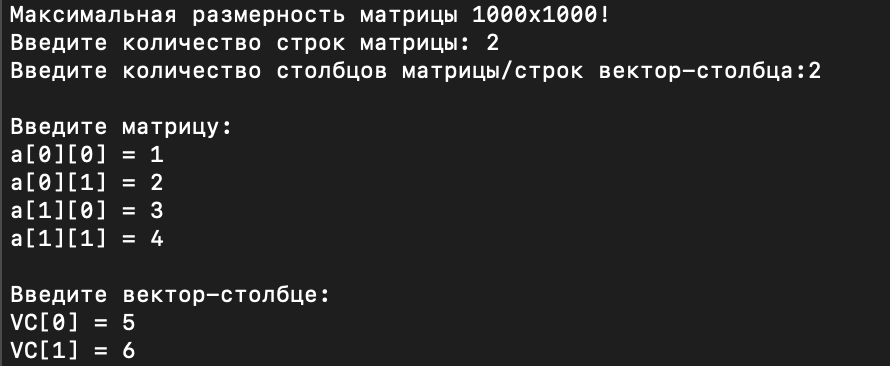 Максимальная размерность матрицы 1000x1000!
Введите количество строк матрицы: 2
Введите количество столбцов матрицы/строк вектор-столбца:2
Введите матрицу:
a[0][0] = 1
a[0][1] = 2
a[1][0] = 3
a[1][1] = 4
Введите вектор-столбце:
VC[0] = 5
VC[1] = 6